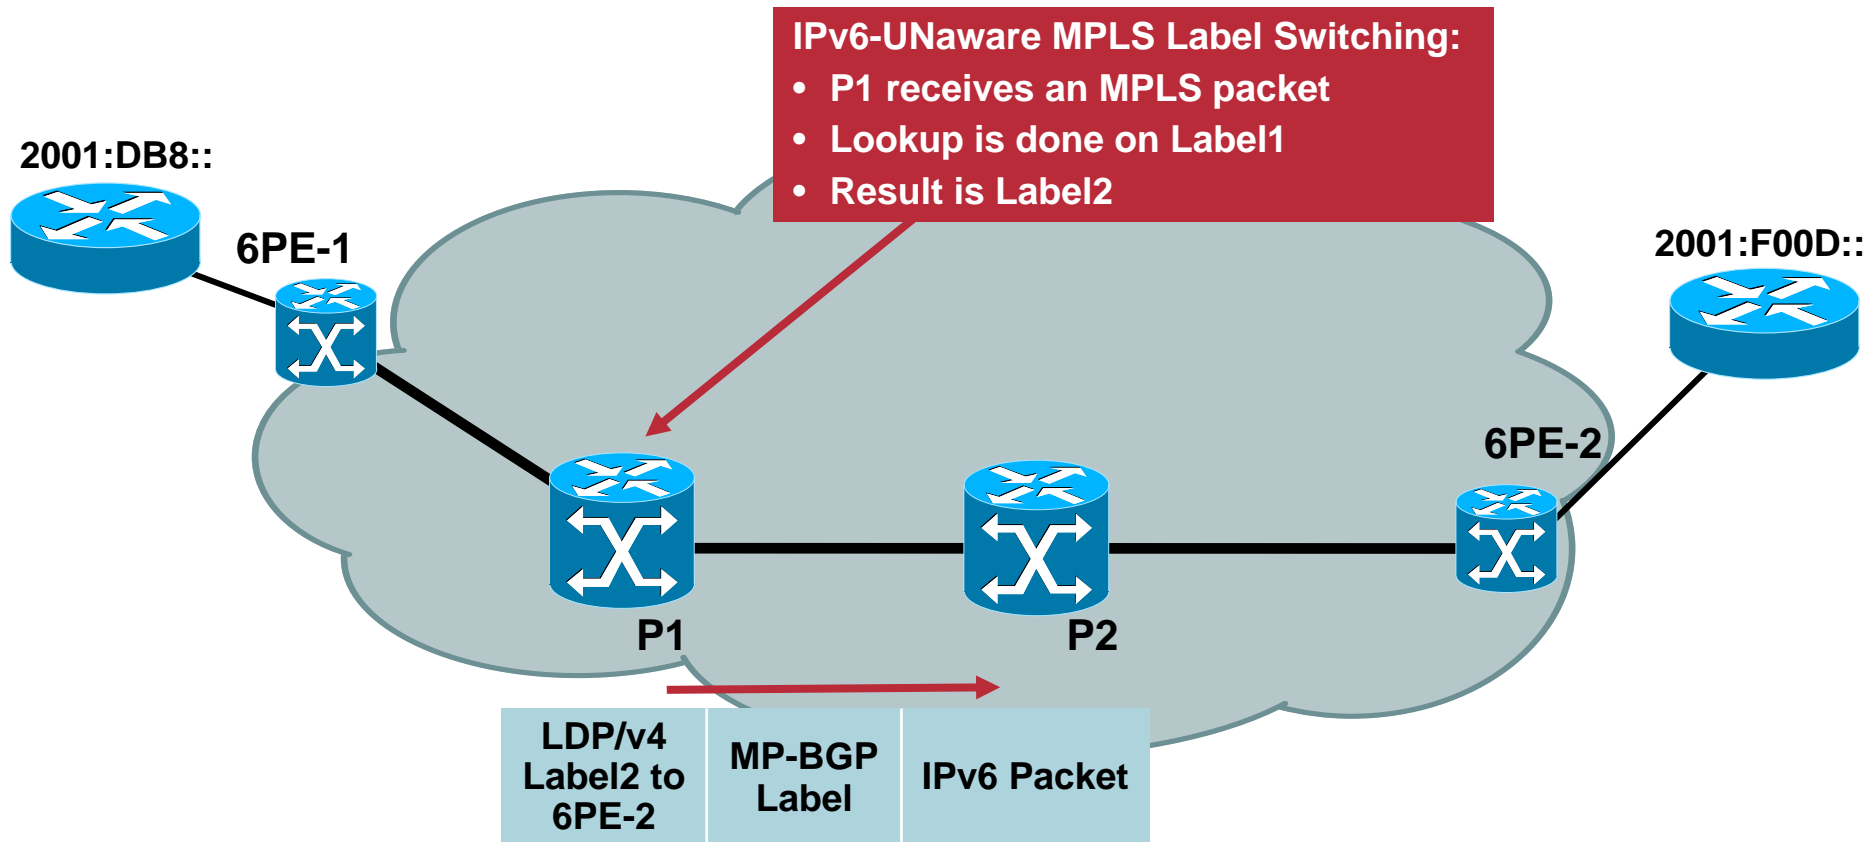 IPv6-UNaware MPLS Label Switching:
• P1 receives an MPLS packet
• Lookup is done on Label1
• Result is Label2
2001:DB8::
6PE-1
2001:F00D::
6PE-2
P1
P2
LDP/v4
Label2 to
6PE-2
MP-BGP
Label
IPv6 Packet